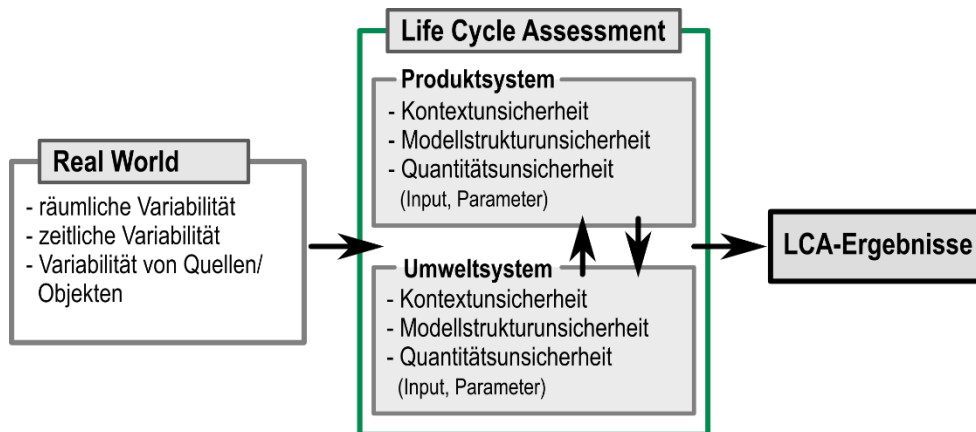 Real World
- räumliche Variabilität
- zeitliche Variabilität
- Variabilität von Quellen/
Objekten
Life Cycle Assessment
Produktsystem
- Kontextunsicherheit
- Modellstrukturunsicherheit
- Quantitätsunsicherheit
(Input, Parameter)
Umweltsystem
- Kontextunsicherheit
- Modellstrukturunsicherheit
- Quantitätsunsicherheit
(Input, Parameter)
LCA-Ergebnisse